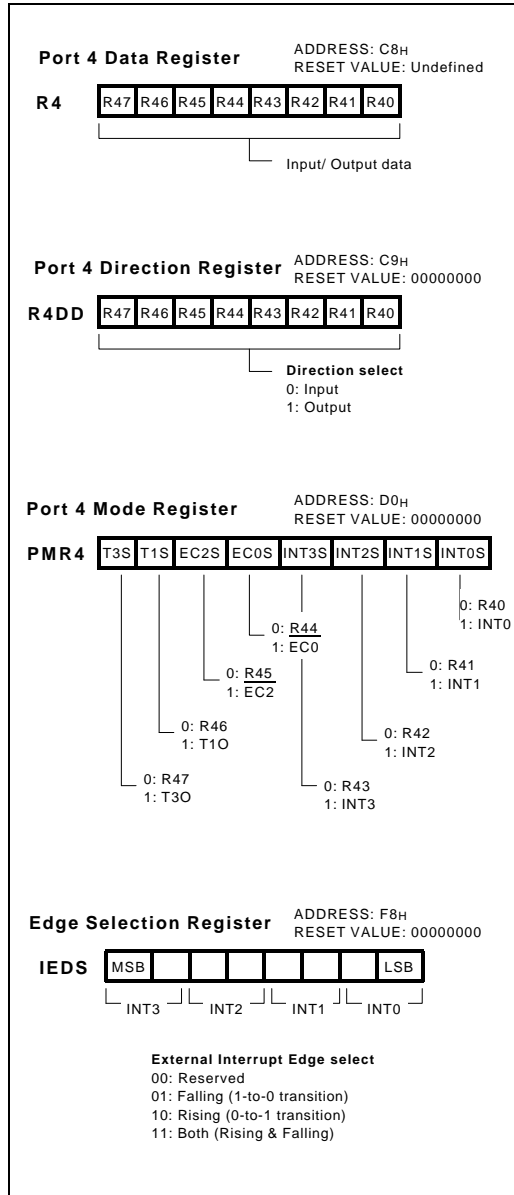 Port 4 Data Register
ADDRESS: C8H
RESET VALUE: Undefined
R4
R47 R46 R45 R44 R43 R42 R41 R40
Input/ Output data
Port 4 Direction Register
ADDRESS: C9H
RESET VALUE: 00000000
R4DD
R47 R46 R45 R44 R43 R42 R41 R40
Direction select
0: Input
1: Output
Port 4 Mode Register
ADDRESS: D0H
RESET VALUE: 00000000
PMR4
T3S T1S EC2S EC0S INT3S INT2S INT1S INT0S
0: R40
1: INT0
0: R44
1: EC0
0: R41
1: INT1
0: R45
1: EC2
0: R46
1: T1O
0: R42
1: INT2
0: R47
1: T3O
0: R43
1: INT3
Edge Selection Register
ADDRESS: F8H
RESET VALUE: 00000000
IEDS
MSB LSB
INT3 INT2 INT1 INT0
External Interrupt Edge select
00: Reserved
01: Falling (1-to-0 transition)
10: Rising (0-to-1 transition)
11: Both (Rising & Falling)